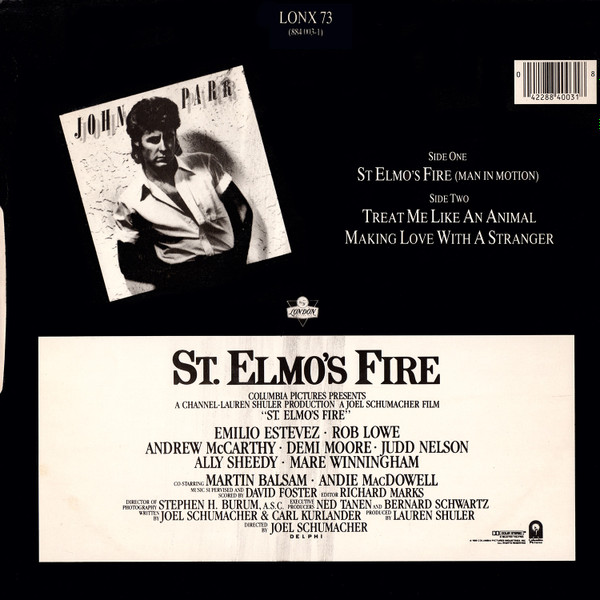 LONX 73
(884 003-1)
0 42288 40031 8
JOHN PARR
SIDE ONE
ST ELMO'S FIRE (MAN IN MOTION)
SIDE TWO
TREAT ME LIKE AN ANIMAL
MAKING LOVE WITH A STRANGER
LONDON
ST. ELMO'S FIRE
COLUMBIA PICTURES PRESENTS
A CHANNEL-LAUREN SHULER PRODUCTION A JOEL SCHUMACHER FILM
"ST. ELMO'S FIRE"
EMILIO ESTEVEZ · ROB LOWE
ANDREW McCARTHY · DEMI MOORE · JUDD NELSON
ALLY SHEEDY · MARE WINNINGHAM
CO-STARRING MARTIN BALSAM · ANDIE MacDOWELL
MUSIC SUPERVISED AND SCORED BY DAVID FOSTER EDITOR RICHARD MARKS
DIRECTOR OF PHOTOGRAPHY STEPHEN H. BURUM, A.S.C. EXECUTIVE PRODUCERS NED TANEN AND BERNARD SCHWARTZ
WRITTEN BY JOEL SCHUMACHER & CARL KURLANDER PRODUCED BY LAUREN SHULER
DIRECTED BY JOEL SCHUMACHER
DELPHI